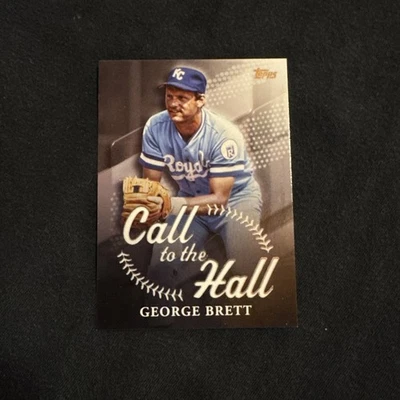 Topps
KC
Royals
Call
to the
Hall
GEORGE BRETT